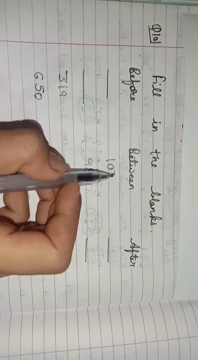 Q10) Fill in the blanks.
Before Between After
319
650